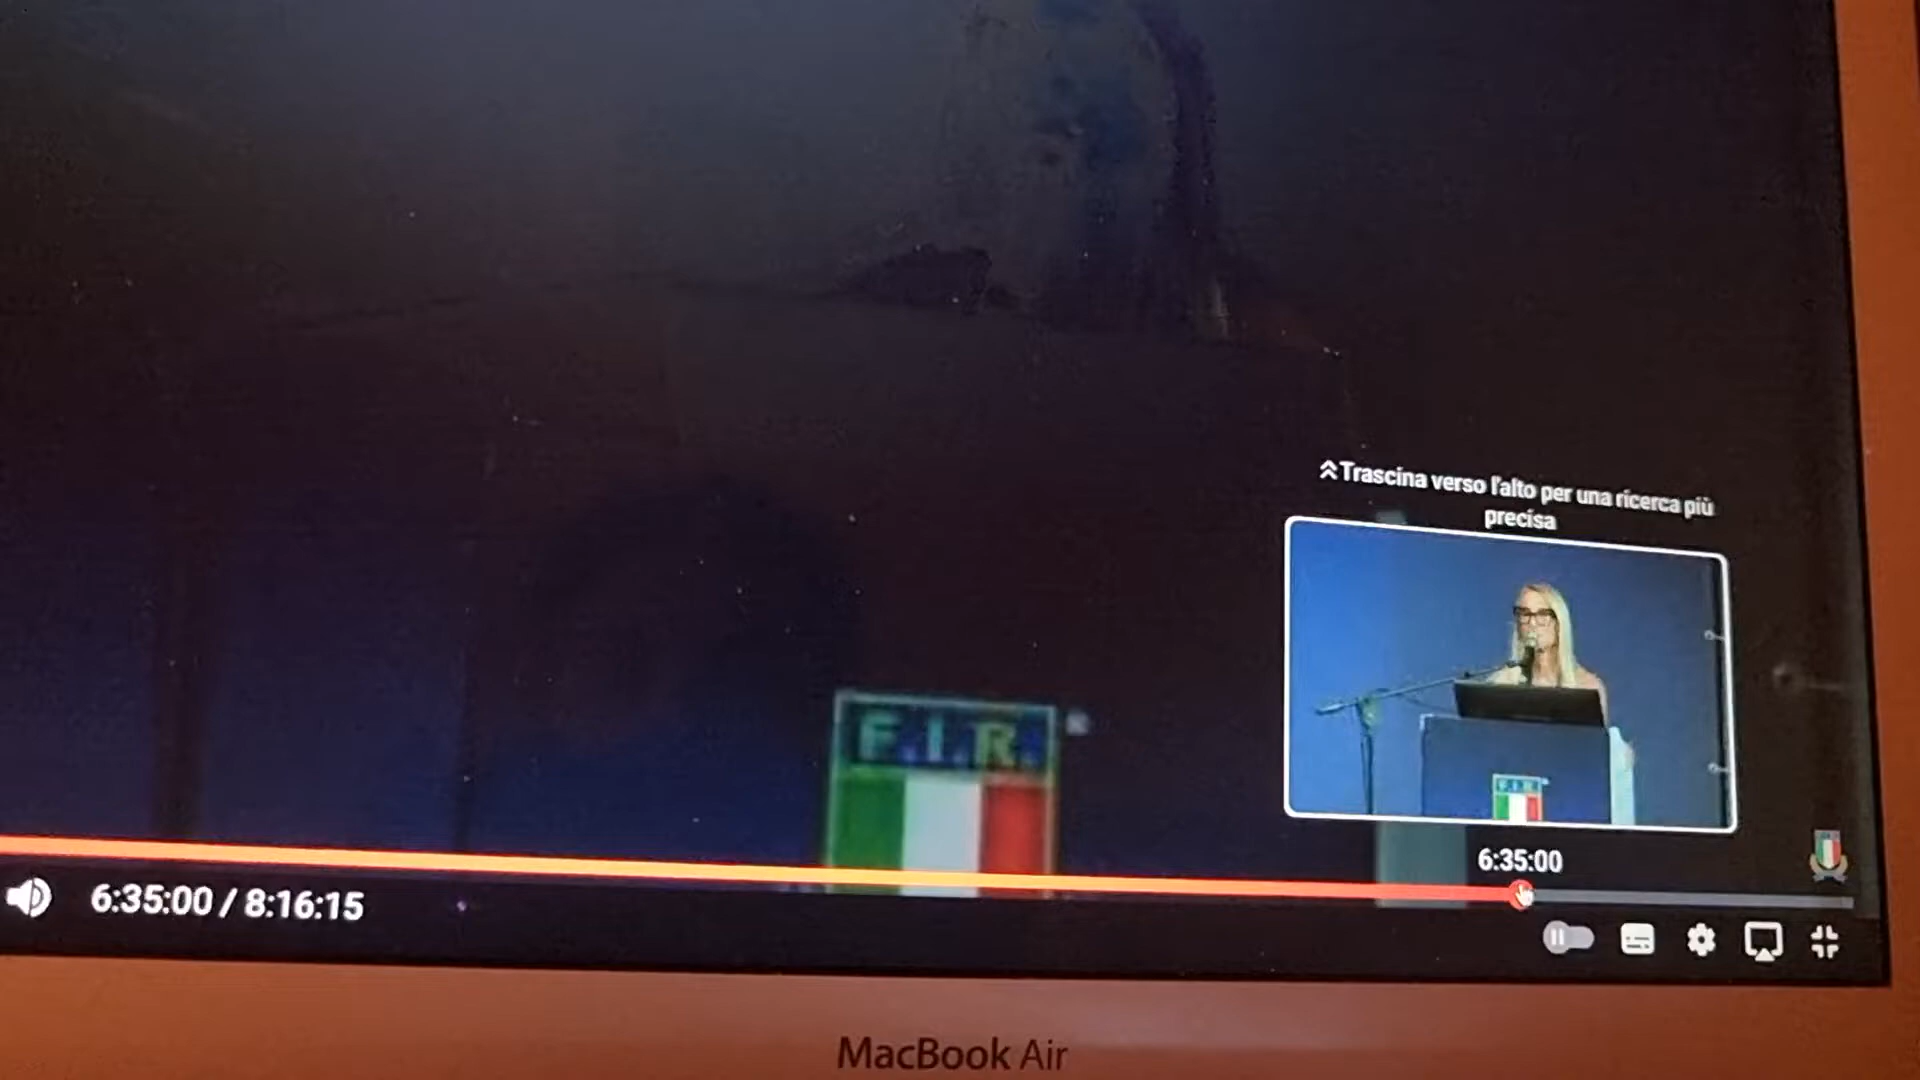 Trascina verso l'alto per una ricerca più
precisa
F.I.R.
F.I.R.
6:35:00
6:35:00 / 8:16:15
MacBook Air